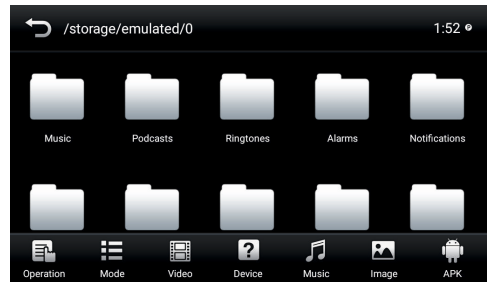 /storage/emulated/0 1:52
Music Podcasts Ringtones Alarms Notifications
?
Operation Mode Video Device Music Image APK